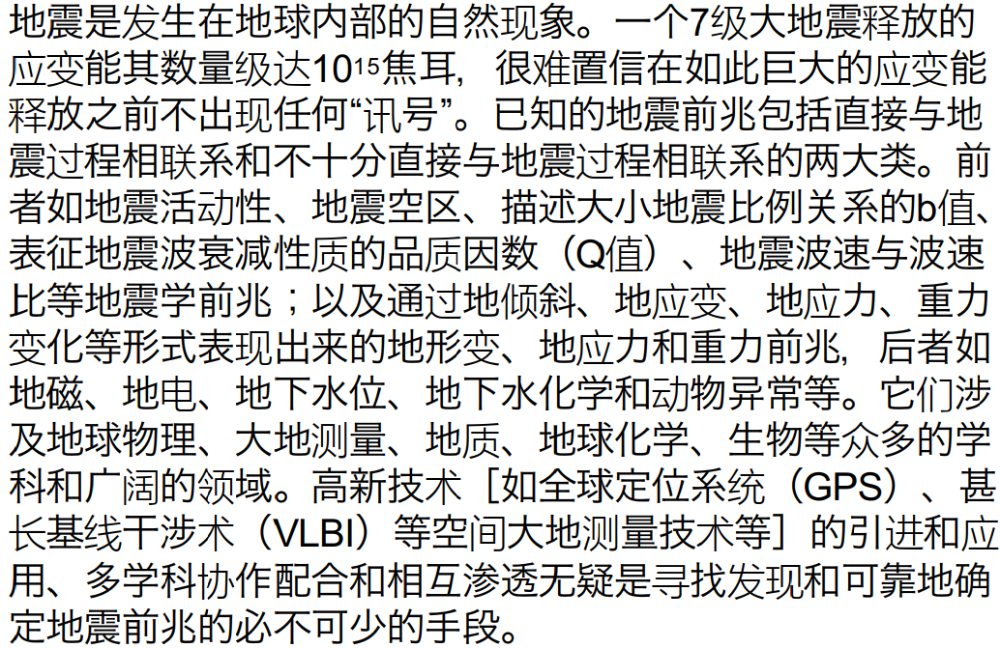 地震是发生在地球内部的自然现象。一个7级大地震释放的
应变能其数量级达10¹⁵焦耳，很难置信在如此巨大的应变能
释放之前不出现任何“讯号”。已知的地震前兆包括直接与地
震过程相联系和不十分直接与地震过程相联系的两大类。前
者如地震活动性、地震空区、描述大小地震比例关系的b值、
表征地震波衰减性质的品质因数（Q值）、地震波速与波速
比等地震学前兆；以及通过地倾斜、地应变、地应力、重力
变化等形式表现出来的地形变、地应力和重力前兆，后者如
地磁、地电、地下水位、地下水化学和动物异常等。它们涉
及地球物理、大地测量、地质、地球化学、生物等众多的学
科和广阔的领域。高新技术［如全球定位系统（GPS）、甚
长基线干涉术（VLBI）等空间大地测量技术等］的引进和应
用、多学科协作配合和相互渗透无疑是寻找发现和可靠地确
定地震前兆的必不可少的手段。